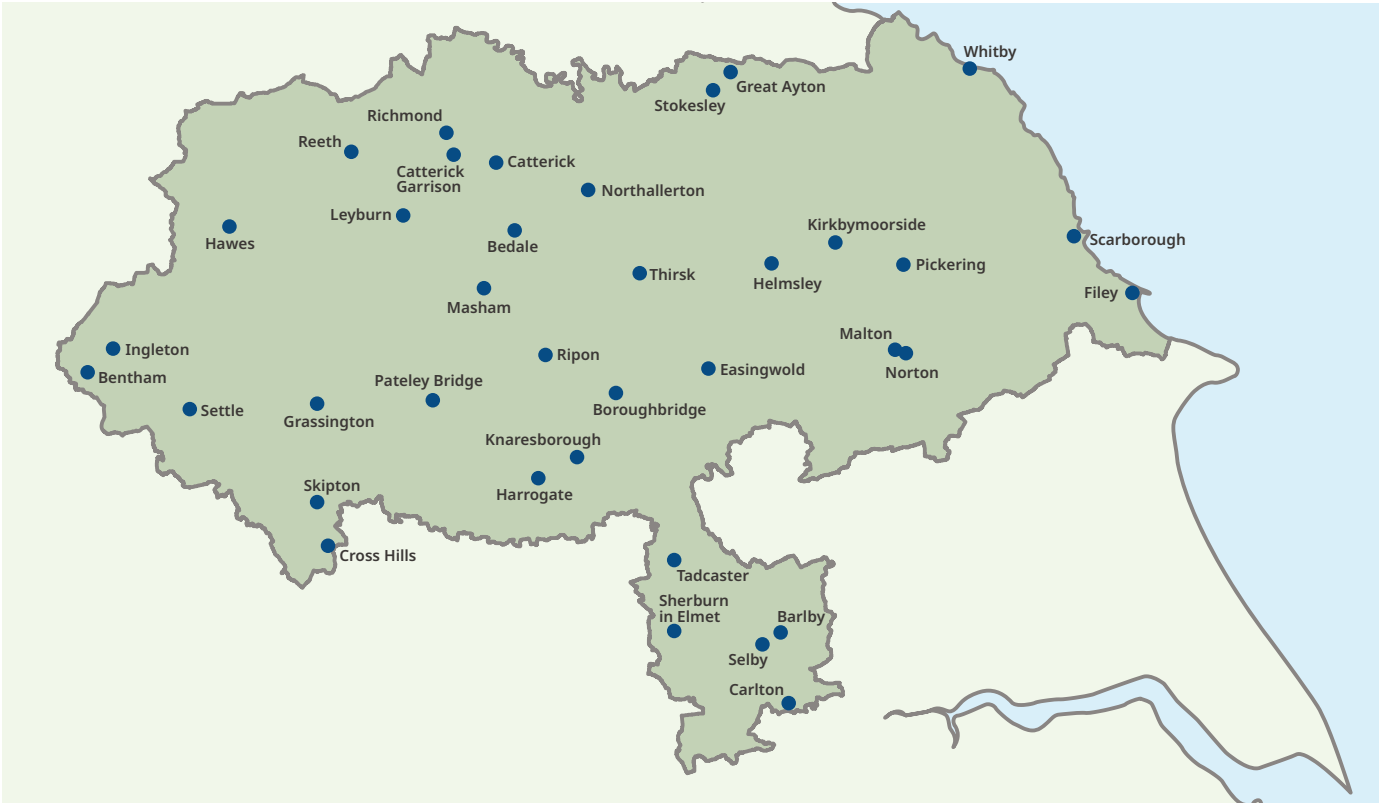 Whitby
Great Ayton
Stokesley
Richmond
Reeth
Catterick
Garrison
Catterick
Northallerton
Leyburn
Hawes
Bedale
Kirkbymoorside
Scarborough
Thirsk
Helmsley
Pickering
Filey
Masham
Malton
Ingleton
Ripon
Easingwold
Norton
Bentham
Pateley Bridge
Settle
Grassington
Boroughbridge
Knaresborough
Skipton
Harrogate
Cross Hills
Tadcaster
Sherburn
in Elmet
Barlby
Selby
Carlton